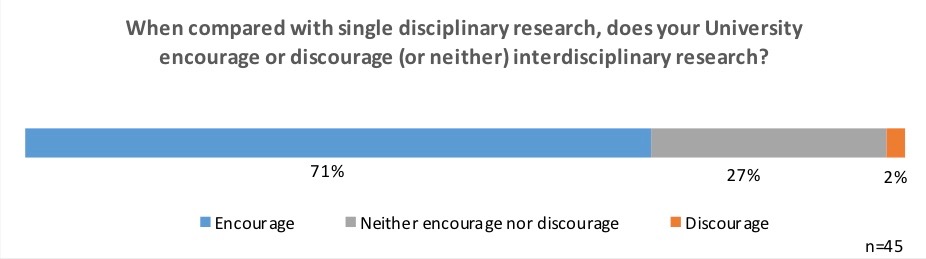 When compared with single disciplinary research, does your University
encourage or discourage (or neither) interdisciplinary research?
71%
27%
2%
Encourage
Neither encourage nor discourage
Discourage
n=45